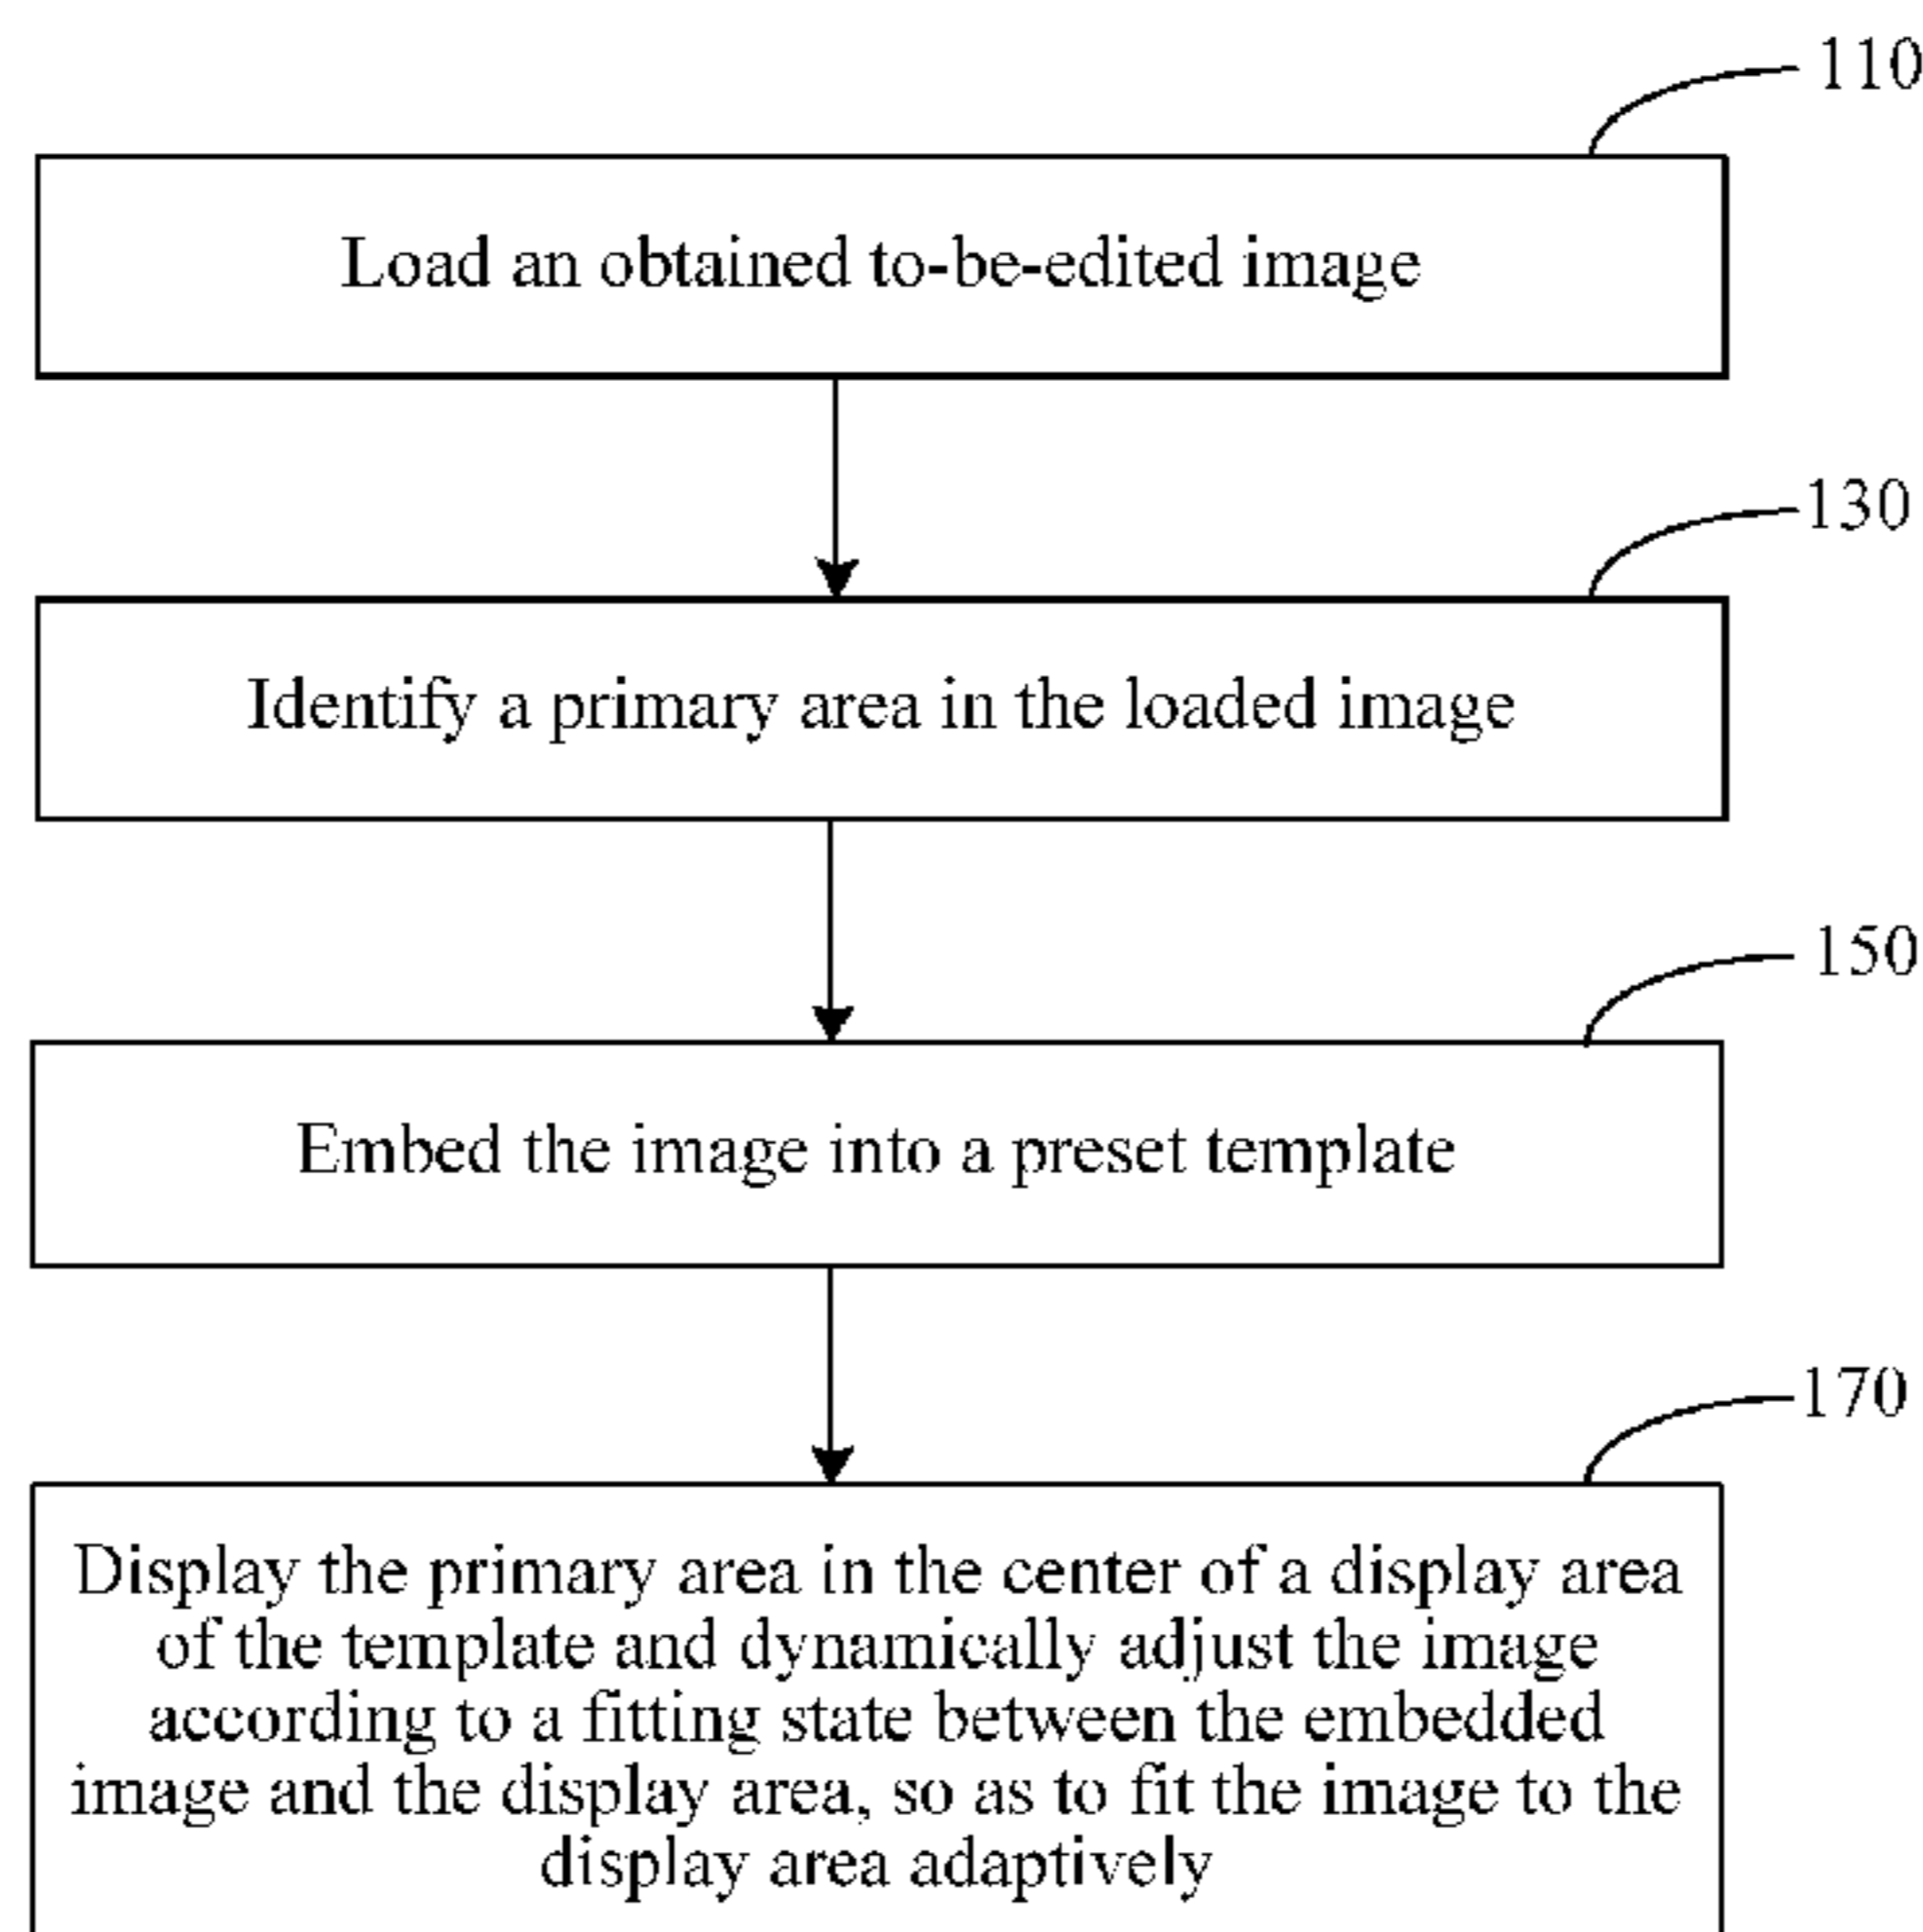 110
Load an obtained to-be-edited image
130
Identify a primary area in the loaded image
150
Embed the image into a preset template
170
Display the primary area in the center of a display area
of the template and dynamically adjust the image
according to a fitting state between the embedded
image and the display area, so as to fit the image to the
display area adaptively